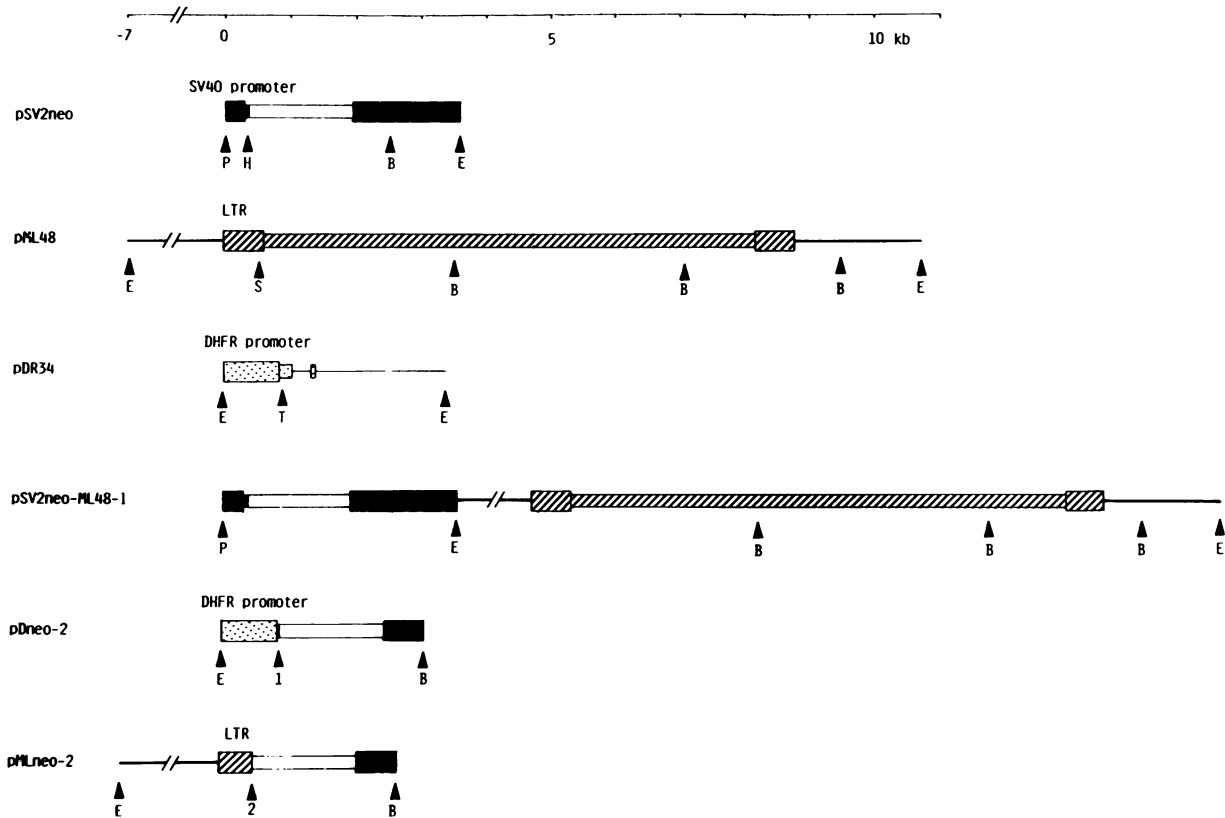 -7 0 5 10 kb
SV40 promoter
pSV2neo
P H B E
LTR
pML48
E S B B B E
DHFR promoter
pDR34
E T E
pSV2neo-ML48-1
P E B B B E
DHFR promoter
pDneo-2
E 1 B
LTR
pMLneo-2
E 2 B